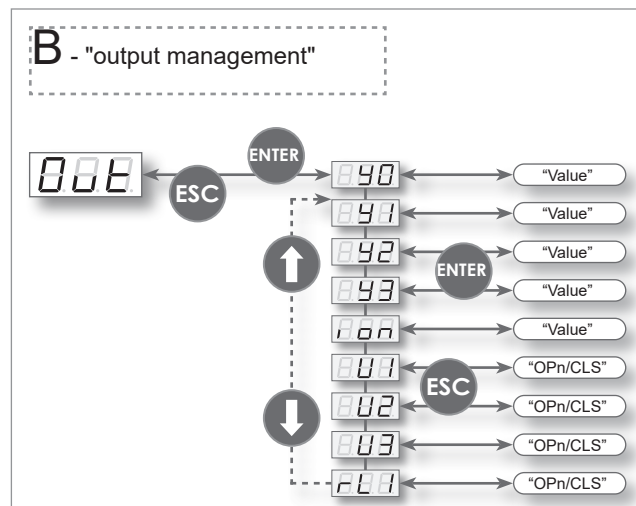 B - "output management"
Out
ENTER
ESC
Y0 "Value"
Y1 "Value"
Y2 "Value"
ENTER
Y3 "Value"
ion "Value"
U1 "OPn/CLS"
ESC
U2 "OPn/CLS"
U3 "OPn/CLS"
rL1 "OPn/CLS"